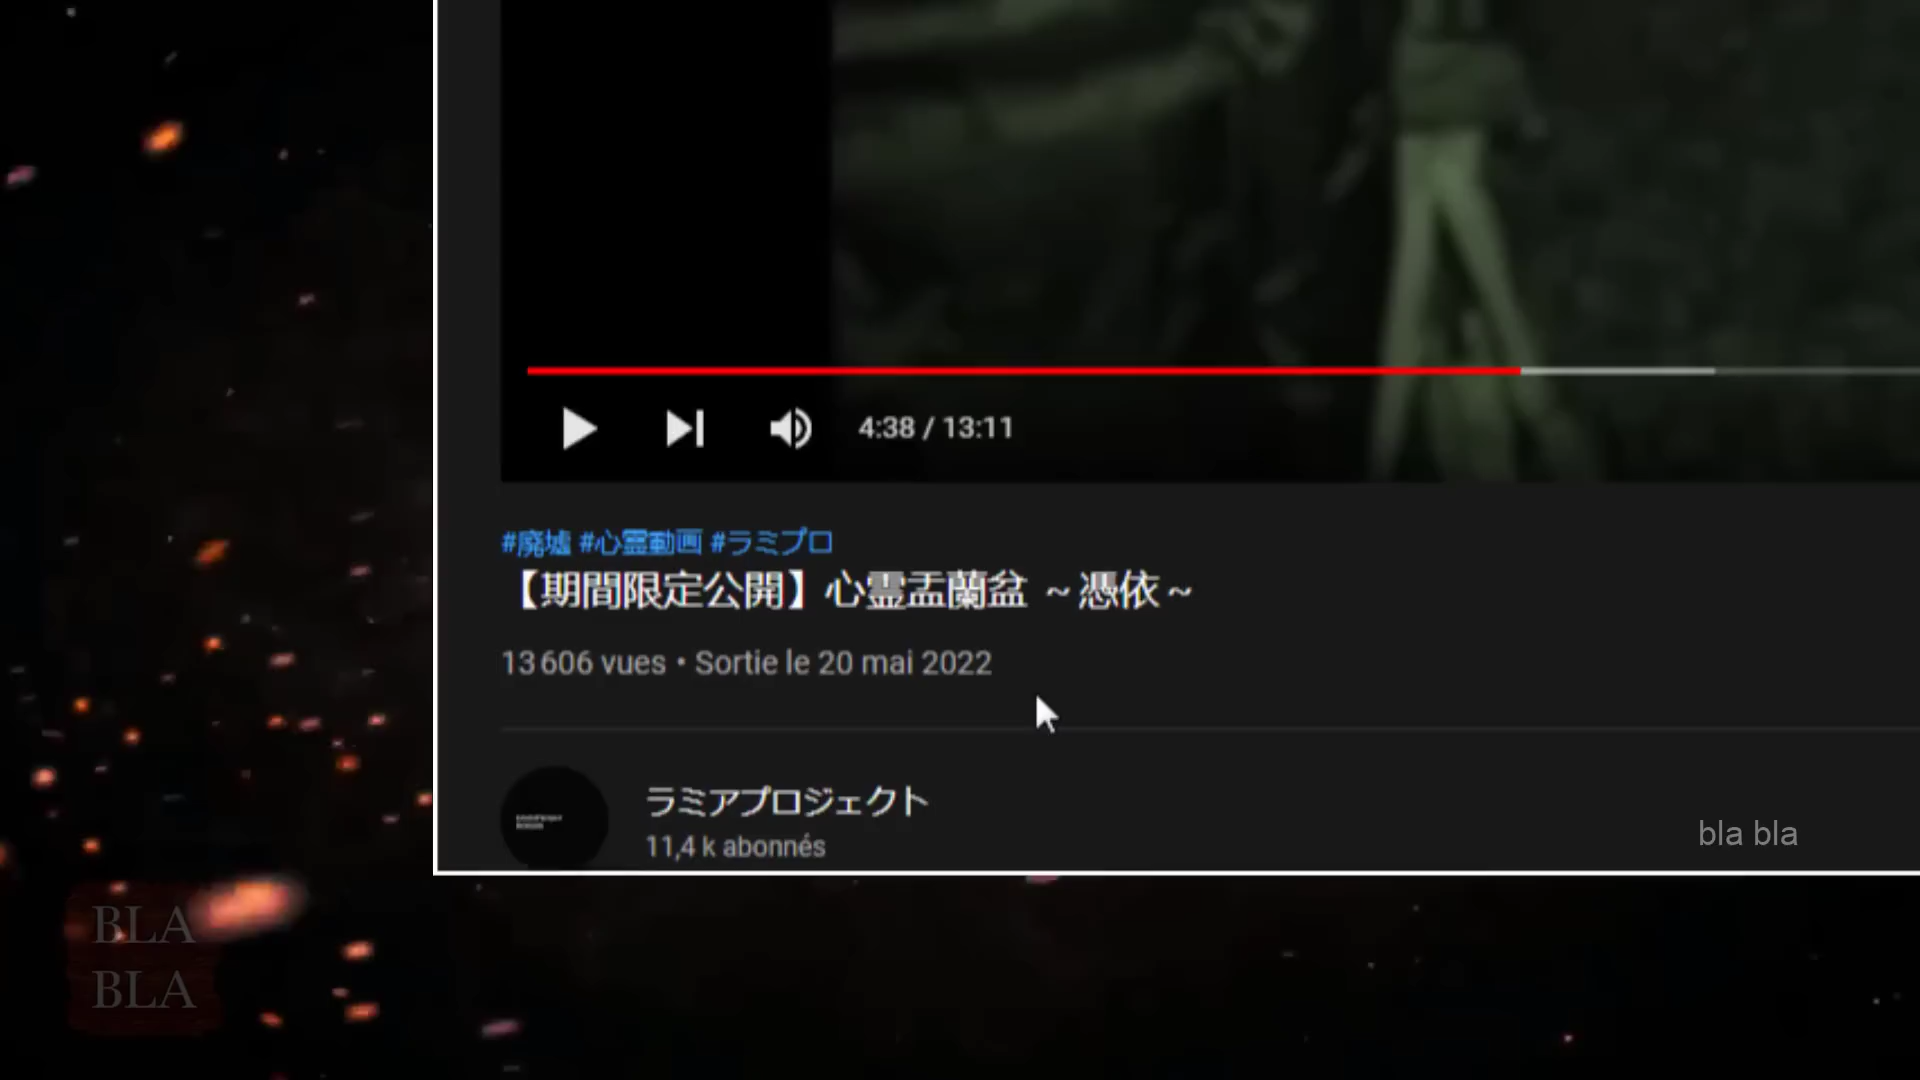 4:38 / 13:11
#廃墟 #心霊動画 #ラミプロ
【期間限定公開】心霊盂蘭盆 ~憑依~
13 606 vues • Sortie le 20 mai 2022
ラミアプロジェクト
11,4 k abonnés
bla bla
BLA
BLA